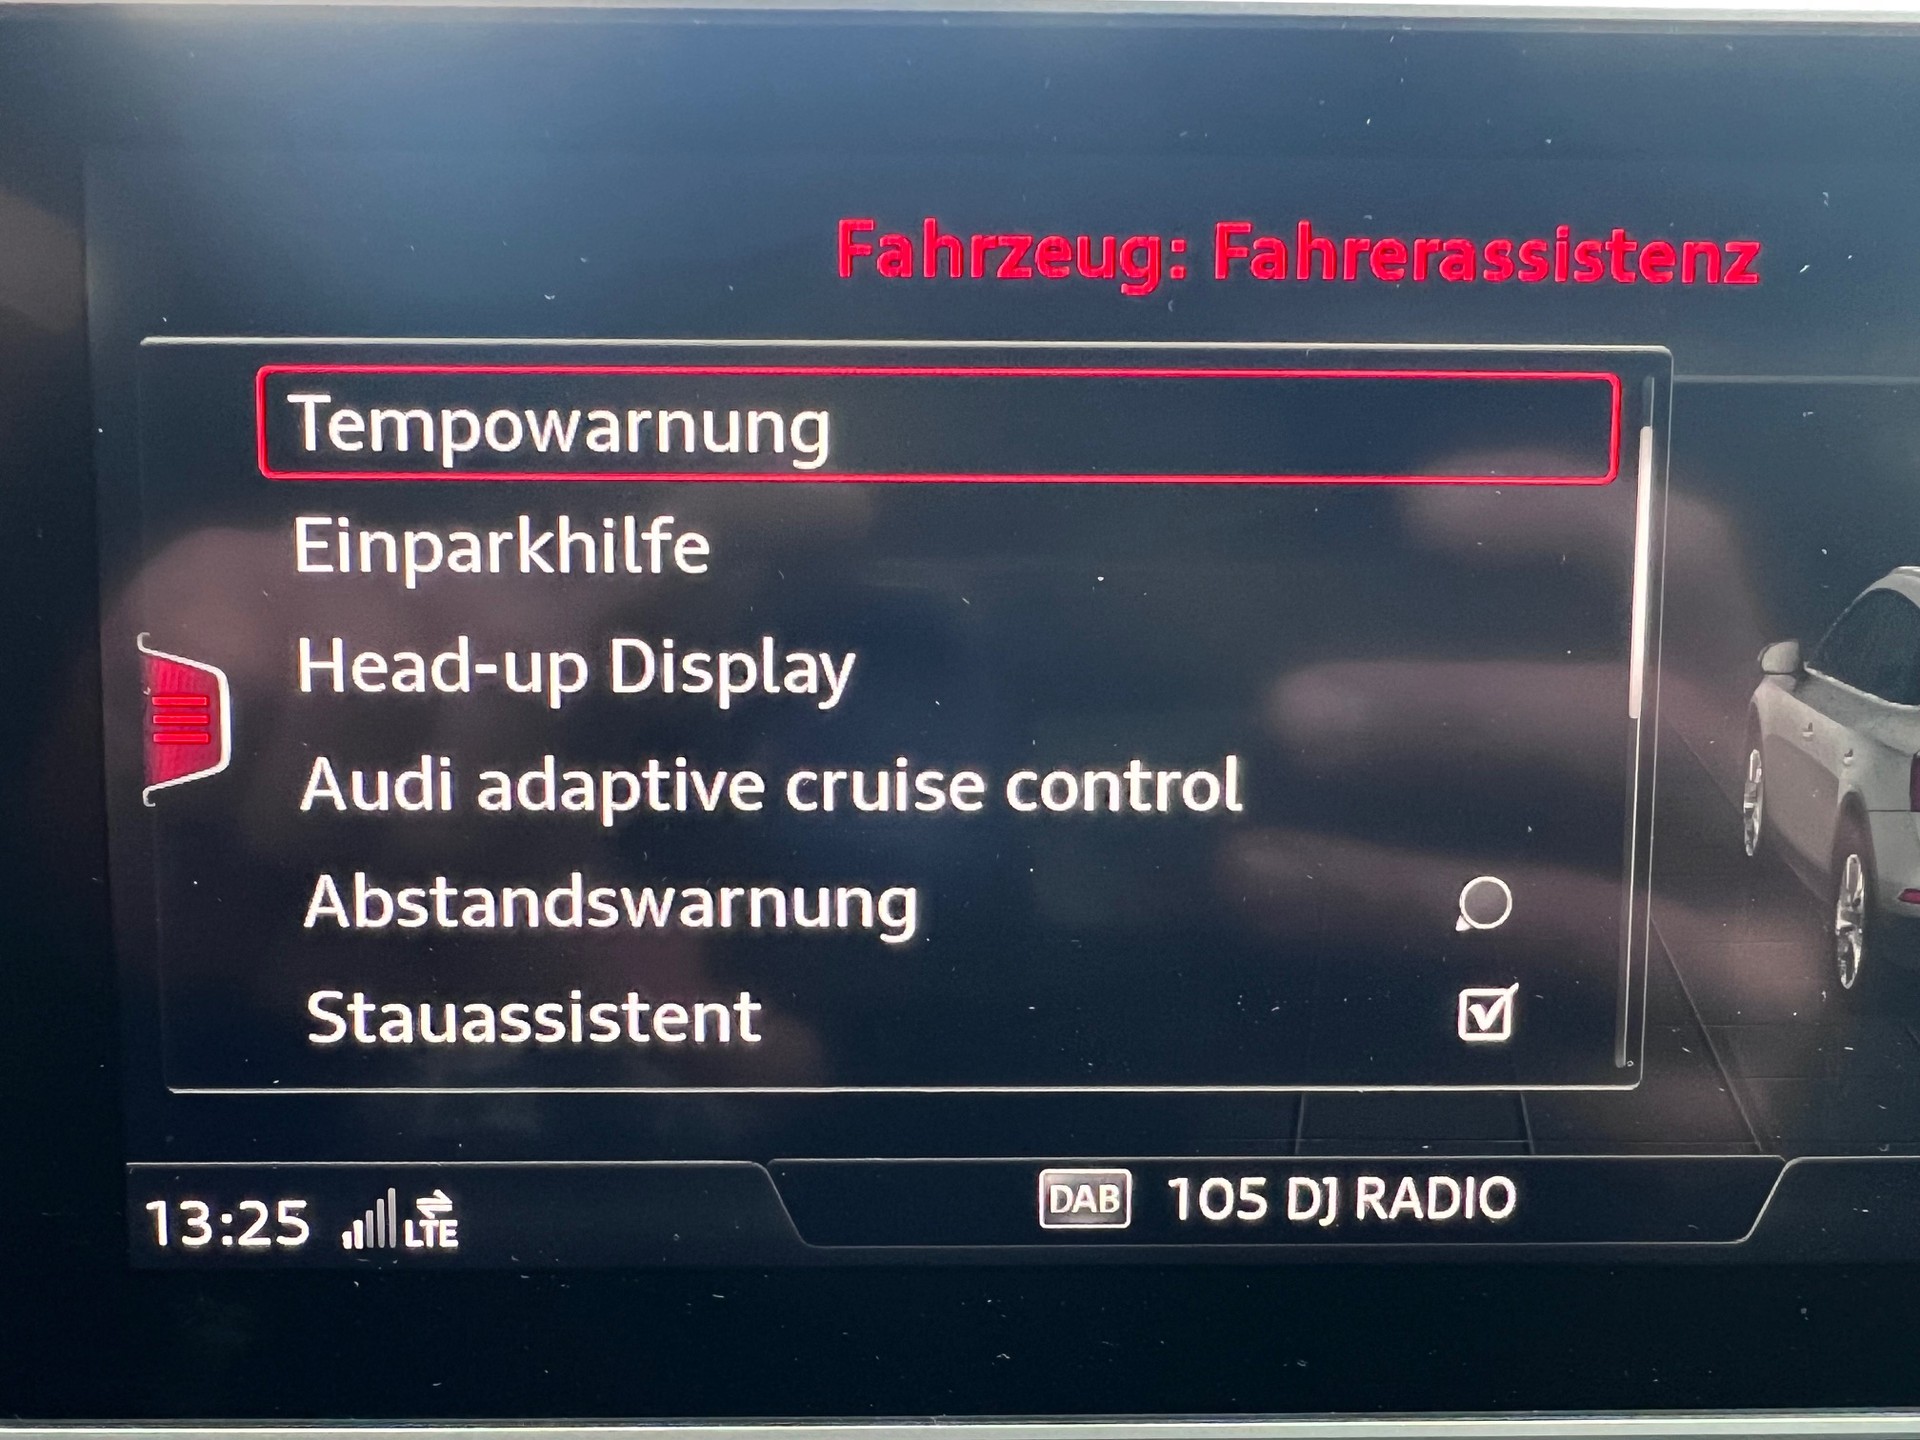 Fahrzeug: Fahrerassistenz
Tempowarnung
Einparkhilfe
Head-up Display
Audi adaptive cruise control
Abstandswarnung
Stauassistent
13:25 LTE
DAB 105 DJ RADIO